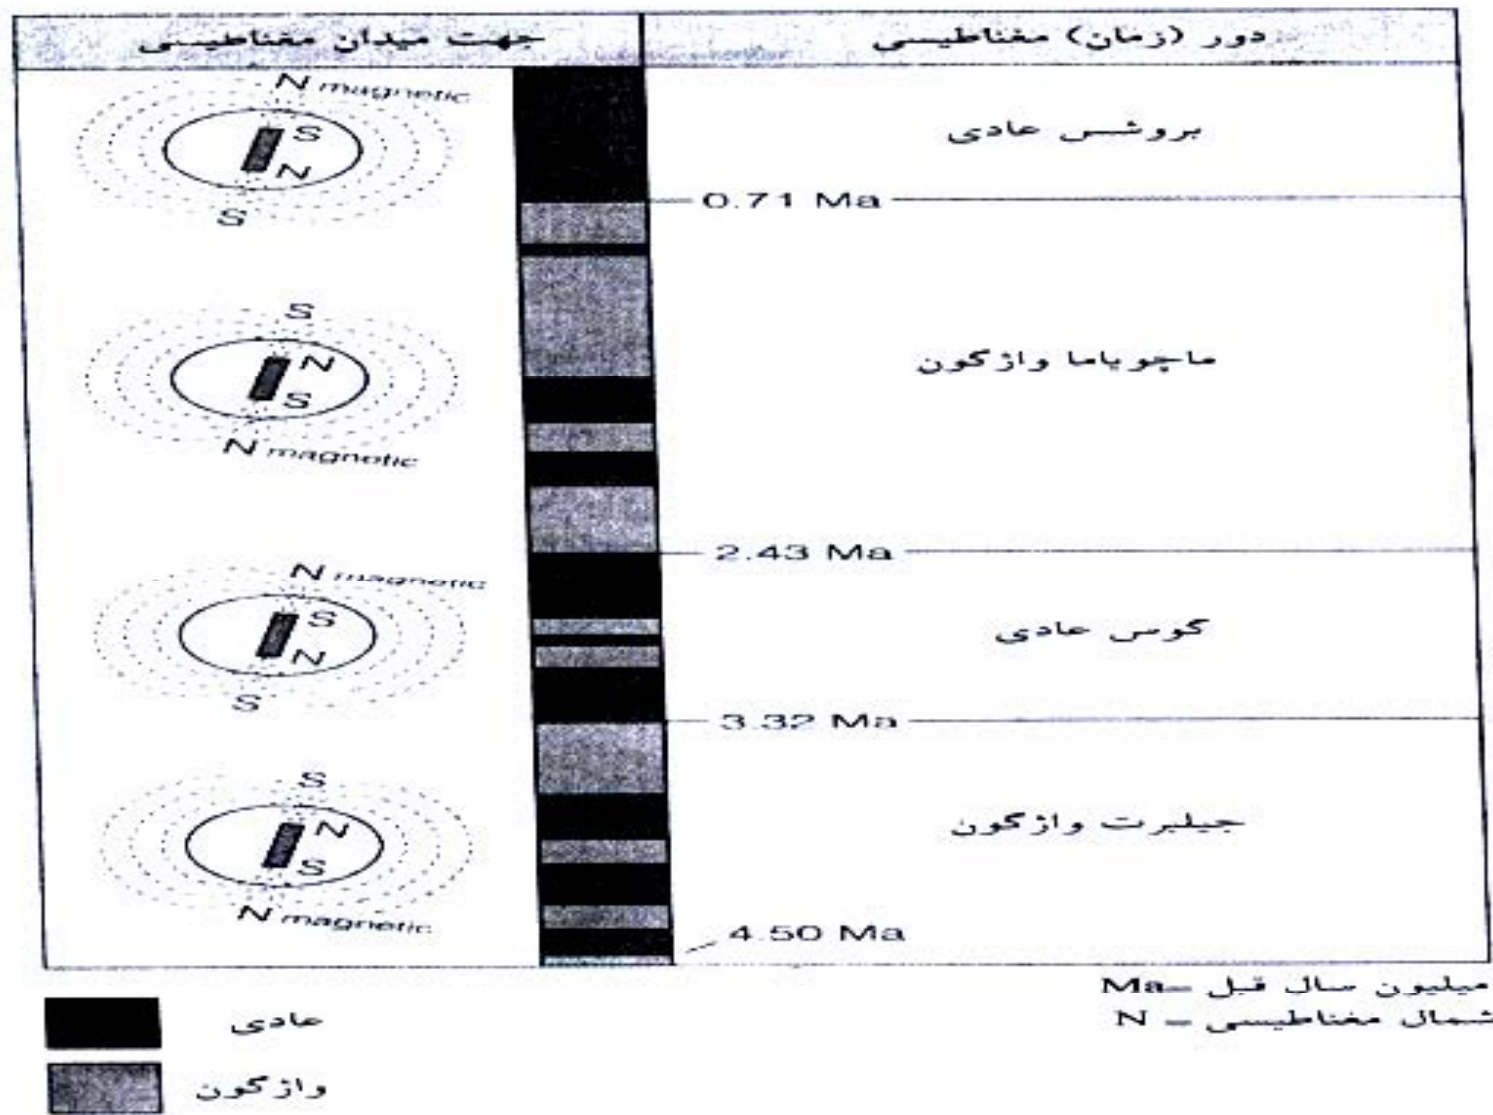 دور (زمان) مغناطیسی
جهت میدان مغناطیسی
بروشس عادی
N magnetic
S
N
S
0.71 Ma
ماچویاما واژگون
S
N
S
N magnetic
2.43 Ma
گوس عادی
N magnetic
S
N
S
3.32 Ma
جیلبرت واژگون
S
N
S
N magnetic
4.50 Ma
میلیون سال قبل –Ma
شمال مغناطیسی – N
عادی
واژگون